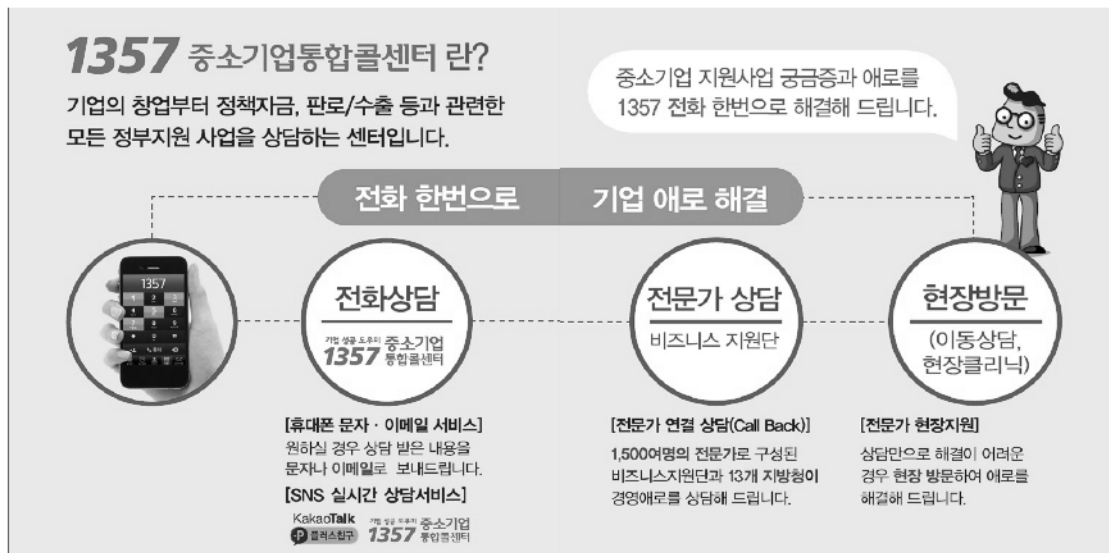 1357 중소기업통합콜센터 란?
기업의 창업부터 정책자금, 판로/수출 등과 관련한
모든 정부지원 사업을 상담하는 센터입니다.
중소기업 지원사업 궁금증과 애로를
1357 전화 한번으로 해결해 드립니다.
전화 한번으로 기업 애로 해결
1357
전화상담
기업 성공 도우미
1357 중소기업
통합콜센터
[휴대폰 문자 · 이메일 서비스]
원하실 경우 상담 받은 내용을
문자나 이메일로 보내드립니다.
[SNS 실시간 상담서비스]
KakaoTalk
플러스친구
기업 성공 도우미
1357 중소기업
통합콜센터
전문가 상담
비즈니스 지원단
[전문가 연결 상담(Call Back)]
1,500여명의 전문가로 구성된
비즈니스지원단과 13개 지방청이
경영애로를 상담해 드립니다.
현장방문
(이동상담,
현장클리닉)
[전문가 현장지원]
상담만으로 해결이 어려운
경우 현장 방문하여 애로를
해결해 드립니다.